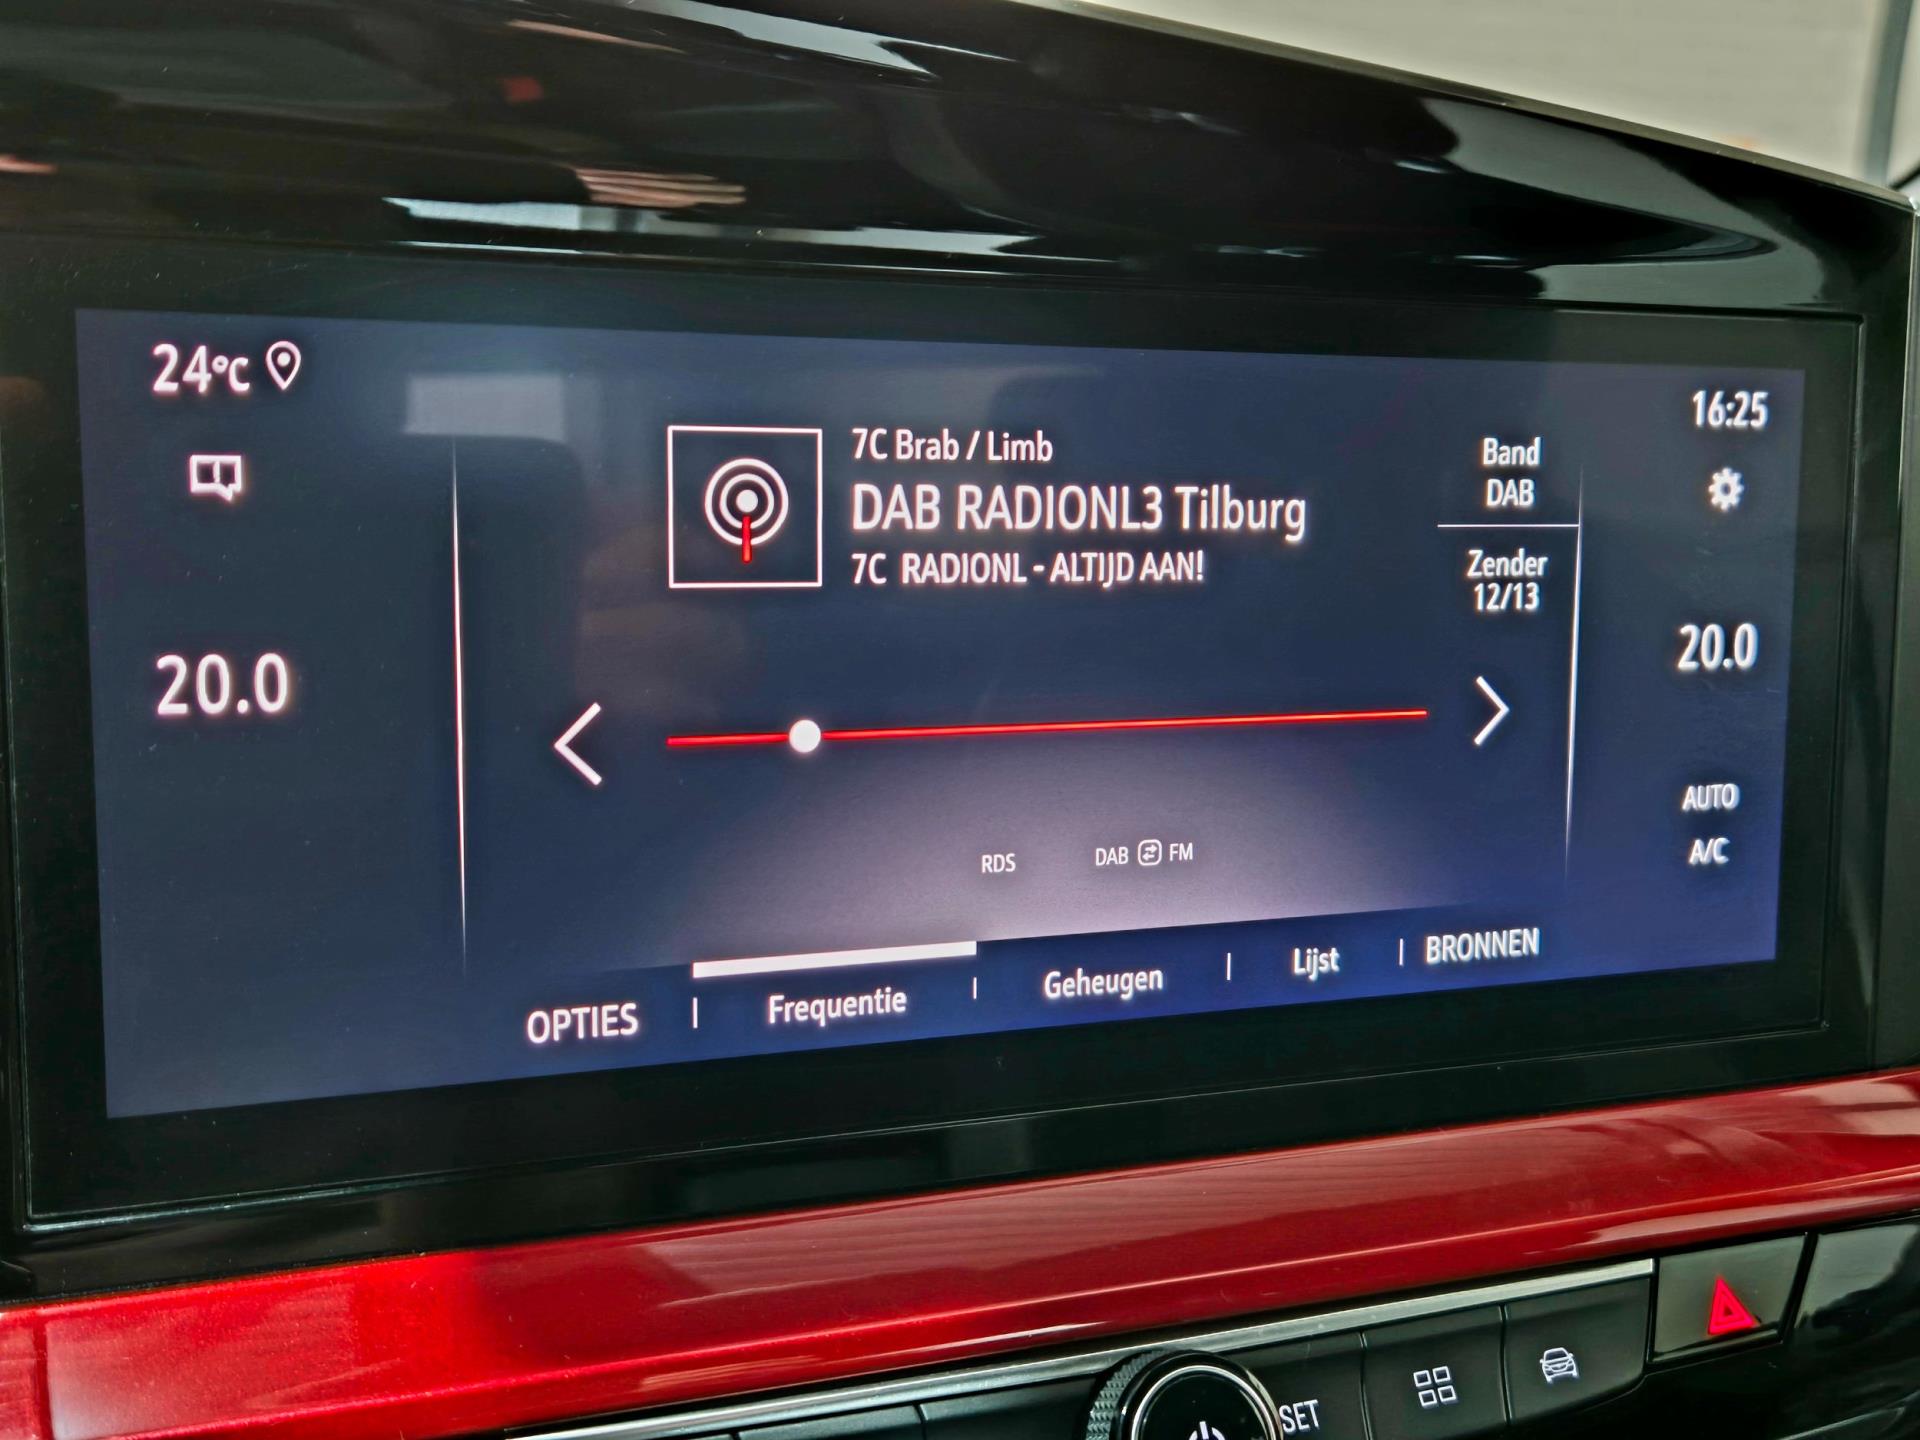 24°C
16:25
7C Brab / Limb
DAB RADIONL3 Tilburg
7C RADIONL - ALTIJD AAN!
Band
DAB
Zender
12/13
20.0
20.0
AUTO
A/C
RDS
DAB FM
OPTIES
Frequentie
Geheugen
Lijst
BRONNEN
SET